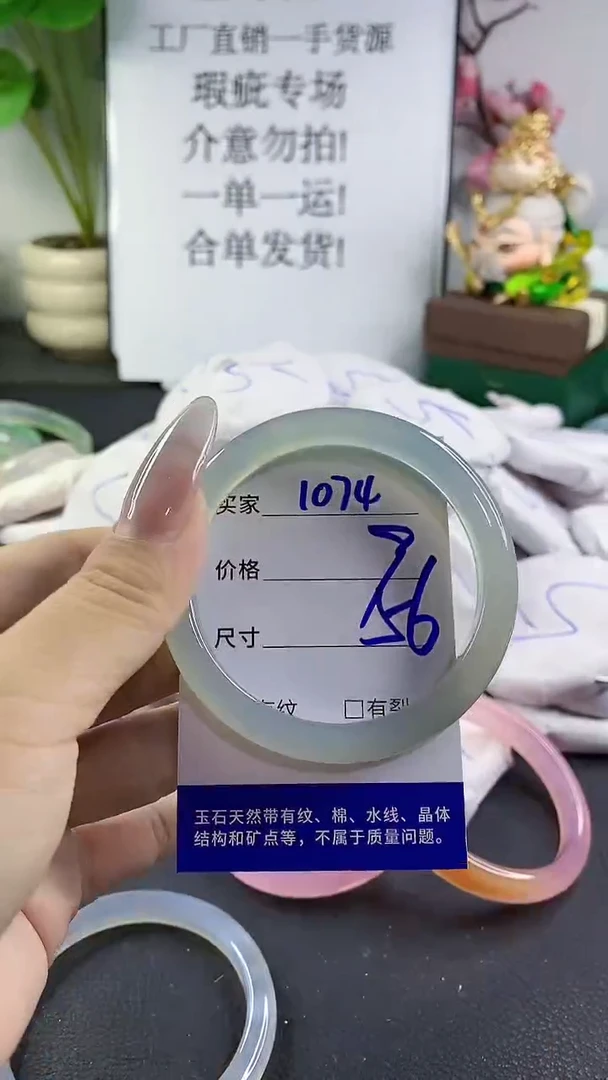 工厂直销一手货源
瑕疵专场
介意勿拍!
一单一运!
合单发货!
买家 1074
价格
尺寸 56
有纹 □有裂
玉石天然带有纹、棉、水线、晶体
结构和矿点等，不属于质量问题。